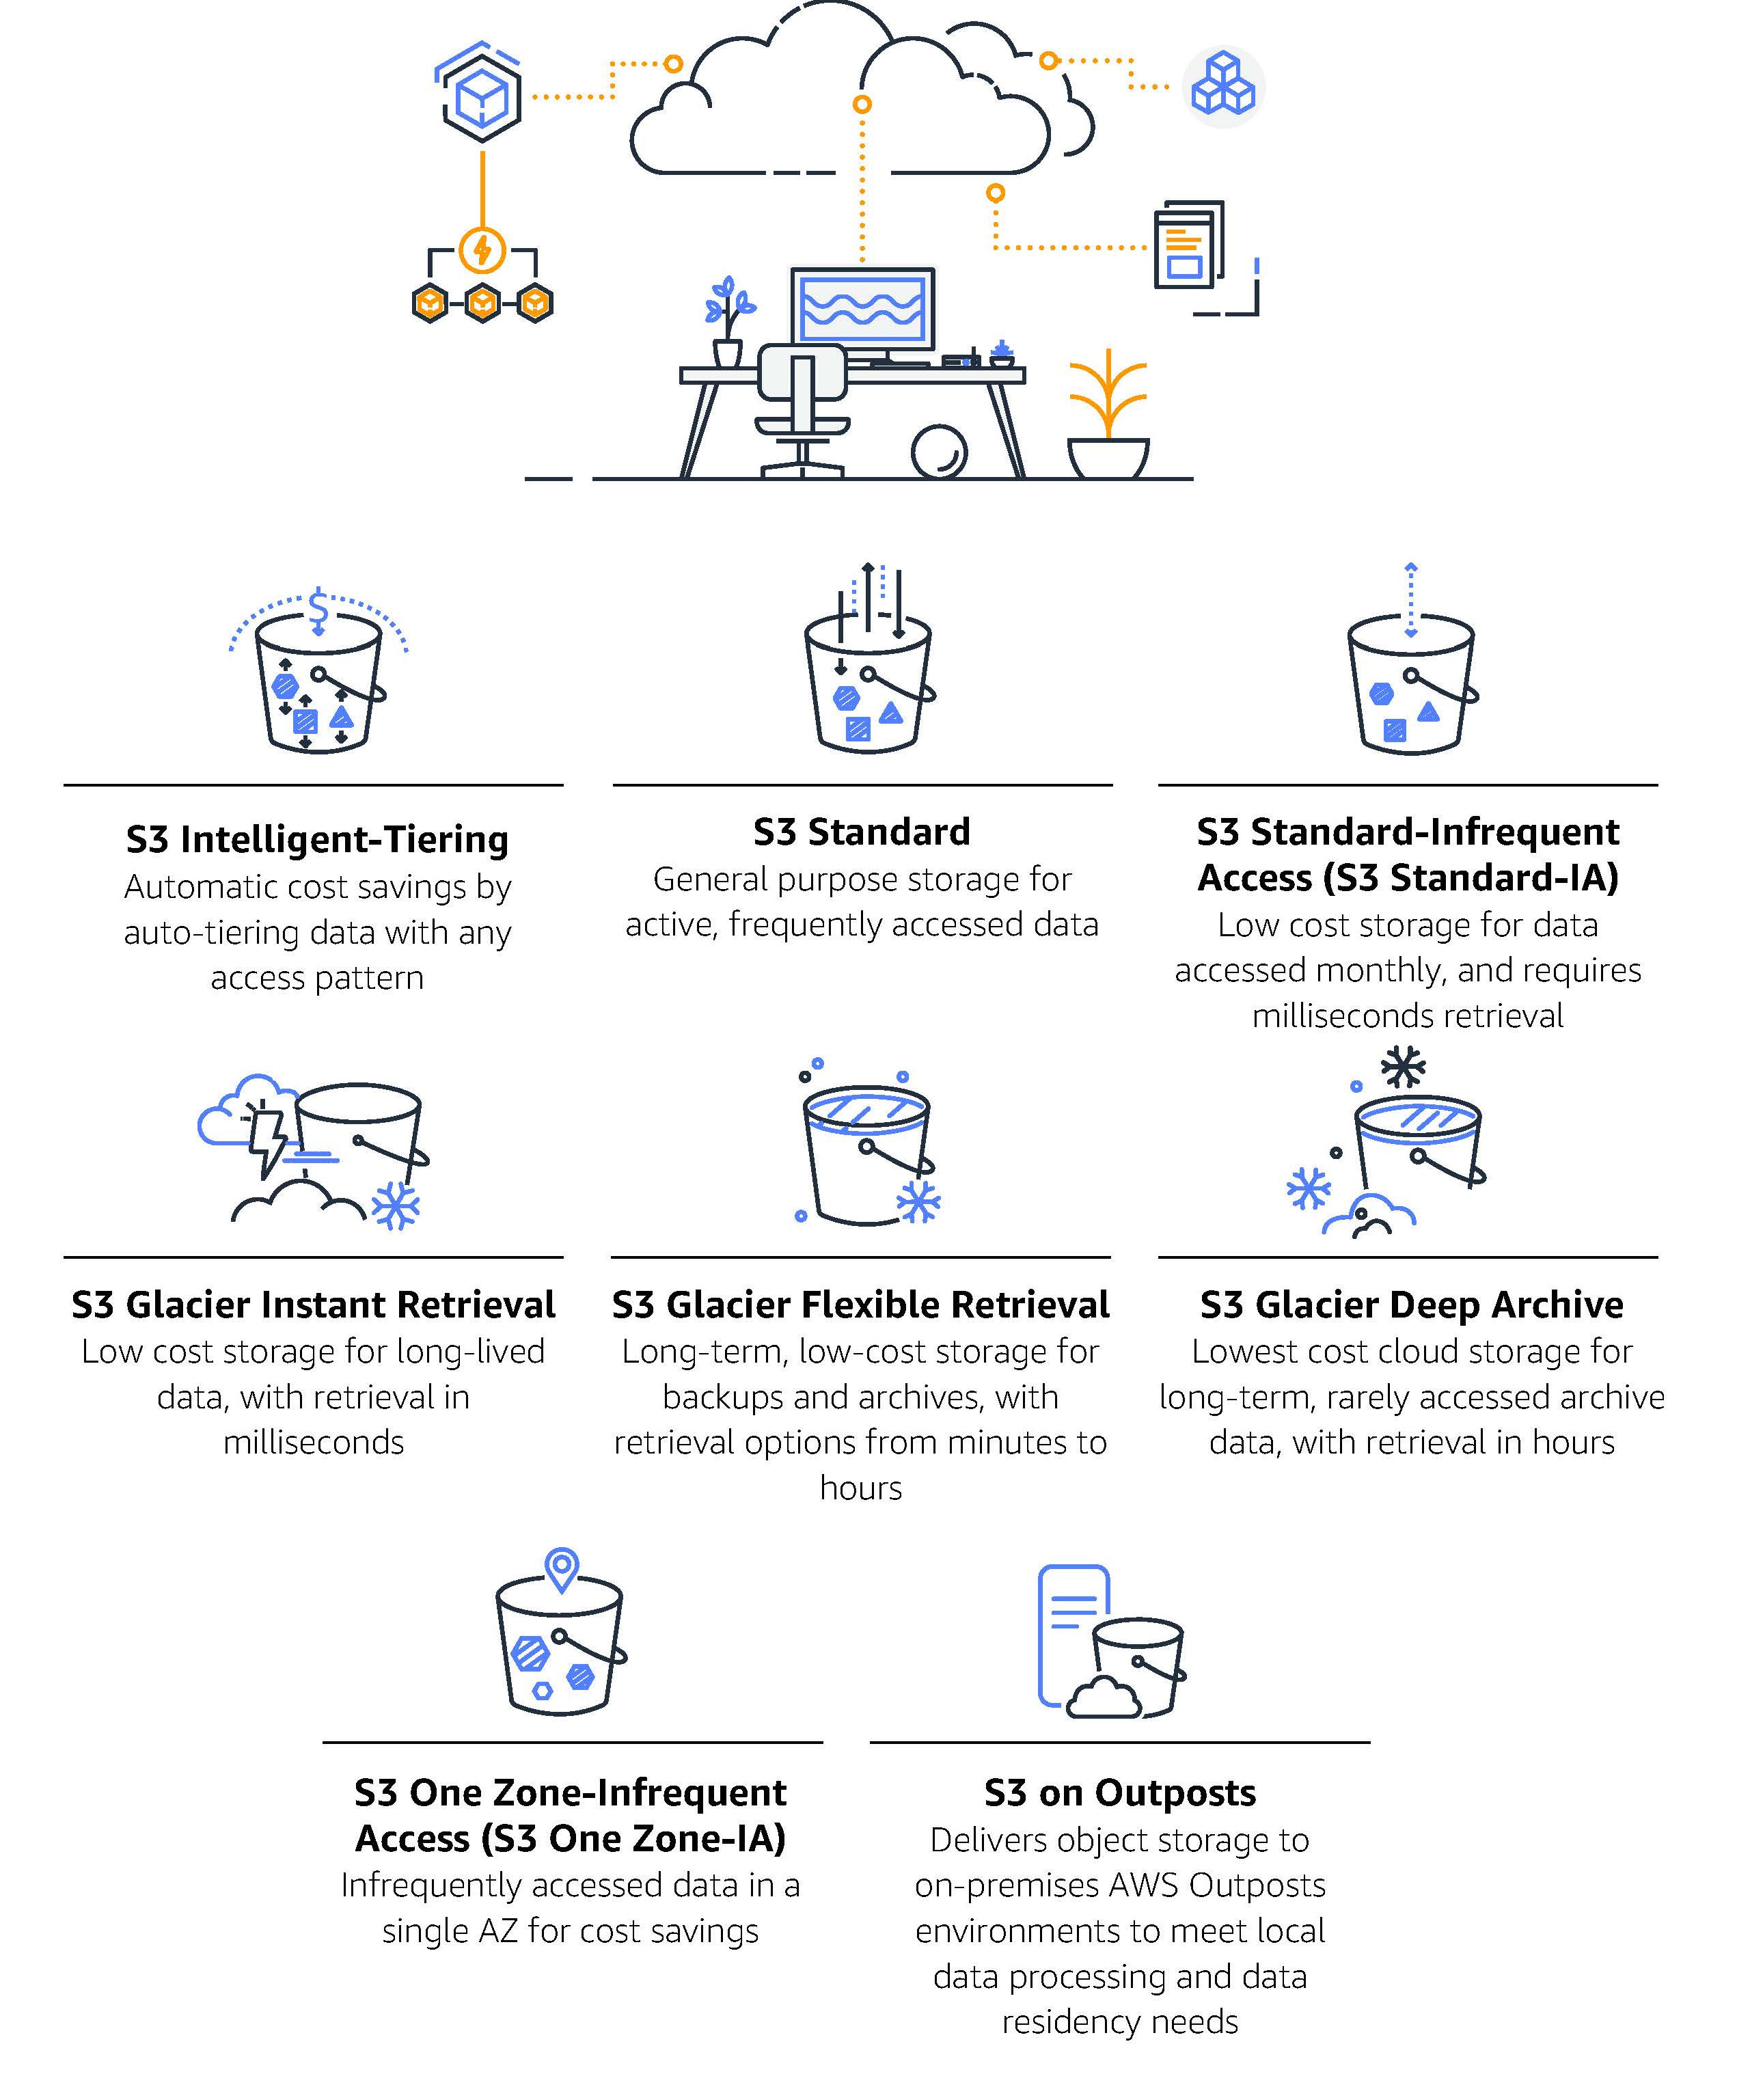 S3 Intelligent-Tiering
Automatic cost savings by
auto-tiering data with any
access pattern
S3 Standard
General purpose storage for
active, frequently accessed data
S3 Standard-Infrequent
Access (S3 Standard-IA)
Low cost storage for data
accessed monthly, and requires
milliseconds retrieval
S3 Glacier Instant Retrieval
Low cost storage for long-lived
data, with retrieval in
milliseconds
S3 Glacier Flexible Retrieval
Long-term, low-cost storage for
backups and archives, with
retrieval options from minutes to
hours
S3 Glacier Deep Archive
Lowest cost cloud storage for
long-term, rarely accessed archive
data, with retrieval in hours
S3 One Zone-Infrequent
Access (S3 One Zone-IA)
Infrequently accessed data in a
single AZ for cost savings
S3 on Outposts
Delivers object storage to
on-premises AWS Outposts
environments to meet local
data processing and data
residency needs